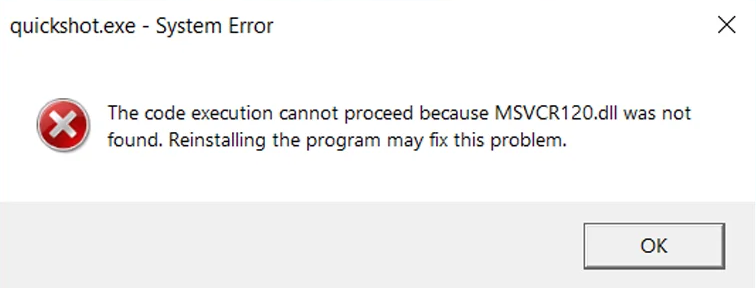 quickshot.exe - System Error
The code execution cannot proceed because MSVCR120.dll was not
found. Reinstalling the program may fix this problem.
OK